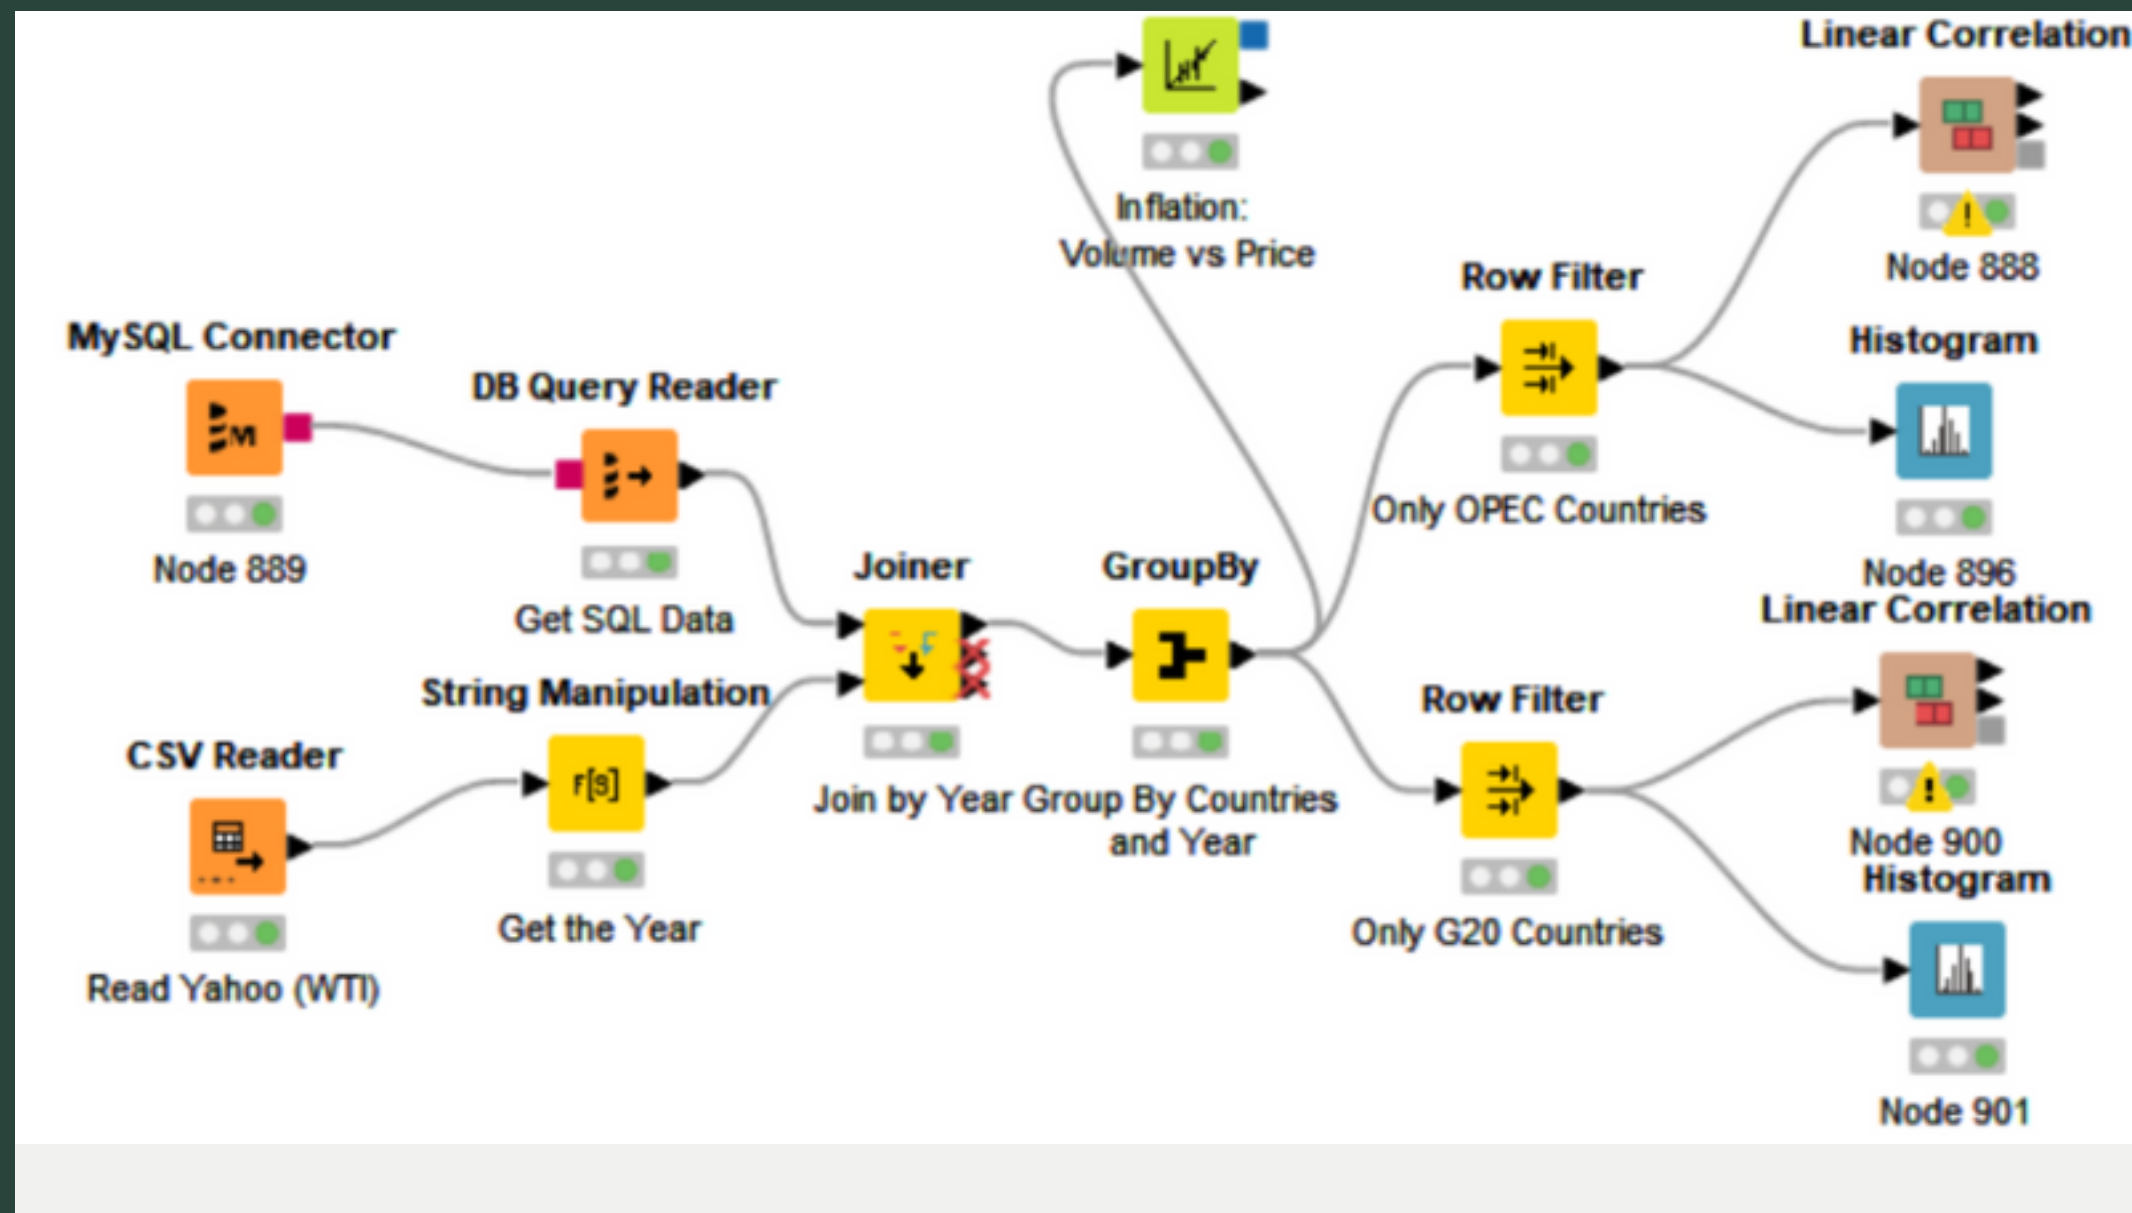 Linear Correlation
Inflation:
Volume vs Price
Node 888
Row Filter
Only OPEC Countries
Histogram
Node 896
MySQL Connector
M
Node 889
DB Query Reader
Get SQL Data
Joiner
Join by Year
GroupBy
Group By Countries
and Year
String Manipulation
F[S]
Get the Year
CSV Reader
Read Yahoo (WTI)
Row Filter
Only G20 Countries
Linear Correlation
Node 900
Histogram
Node 901